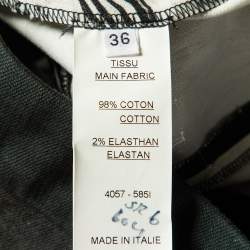 36
TISSU
MAIN FABRIC
98% COTON
COTTON
2% ELASTHAN
ELASTAN
4057 - 585I
MADE IN ITALIE